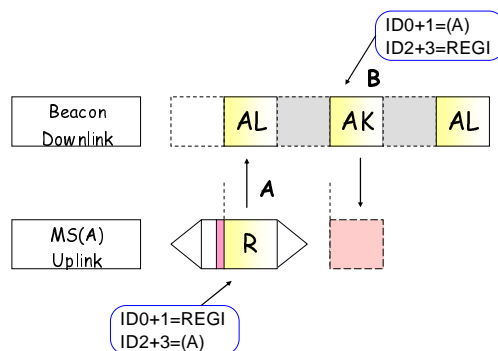 ID0+1=(A)
ID2+3=REGI
B
Beacon
Downlink
AL
AK
AL
A
MS(A)
Uplink
R
ID0+1=REGI
ID2+3=(A)